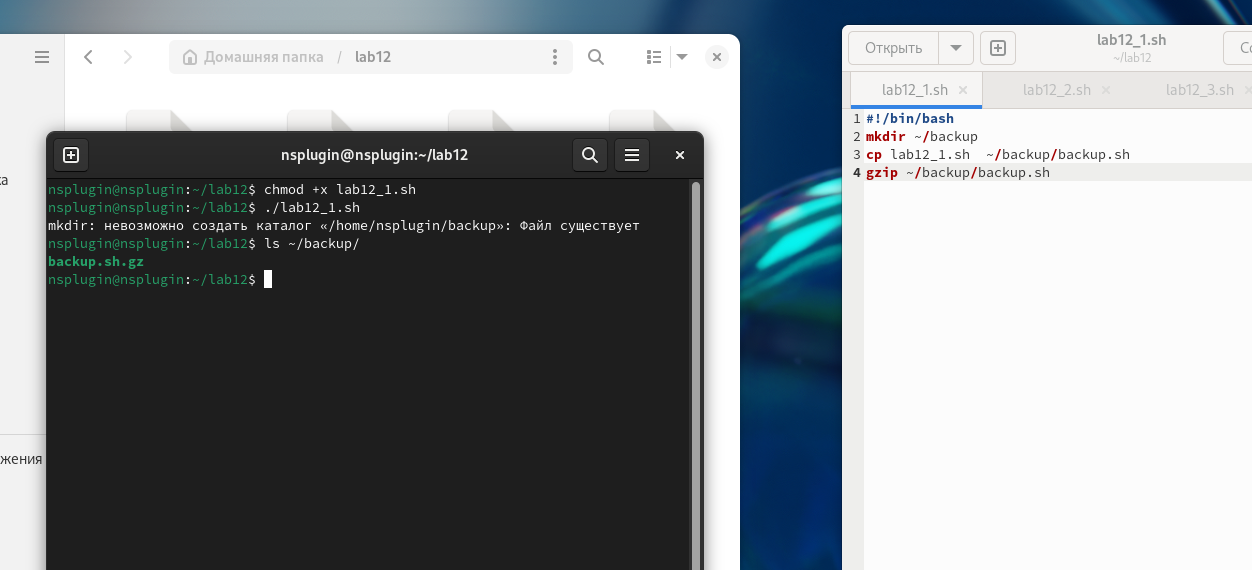 Домашняя папка / lab12
ка
жения
nsplugin@nsplugin:~/lab12
nsplugin@nsplugin:~/lab12$ chmod +x lab12_1.sh
nsplugin@nsplugin:~/lab12$ ./lab12_1.sh
mkdir: невозможно создать каталог «/home/nsplugin/backup»: Файл существует
nsplugin@nsplugin:~/lab12$ ls ~/backup/
backup.sh.gz
nsplugin@nsplugin:~/lab12$
Открыть
lab12_1.sh
~/lab12
Со
lab12_1.sh
lab12_2.sh
lab12_3.sh
1 #!/bin/bash
2 mkdir ~/backup
3 cp lab12_1.sh  ~/backup/backup.sh
4 gzip ~/backup/backup.sh